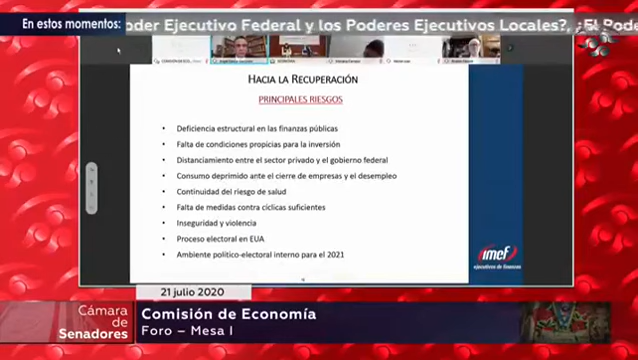 En estos momentos:
oder Ejecutivo Federal y los Poderes Ejecutivos Locales?, ¿El Pod
HACIA LA RECUPERACIÓN
PRINCIPALES RIESGOS
• Deficiencia estructural en las finanzas públicas
• Falta de condiciones propicias para la inversión
• Distanciamiento entre el sector privado y el gobierno federal
• Consumo deprimido ante el cierre de empresas y el desempleo
• Continuidad del riesgo de salud
• Falta de medidas contra cíclicas suficientes
• Inseguridad y violencia
• Proceso electoral en EUA
• Ambiente político-electoral interno para el 2021
imef
ejecutivos de finanzas
21 julio 2020
Cámara
de
Senadores
Comisión de Economía
Foro – Mesa I